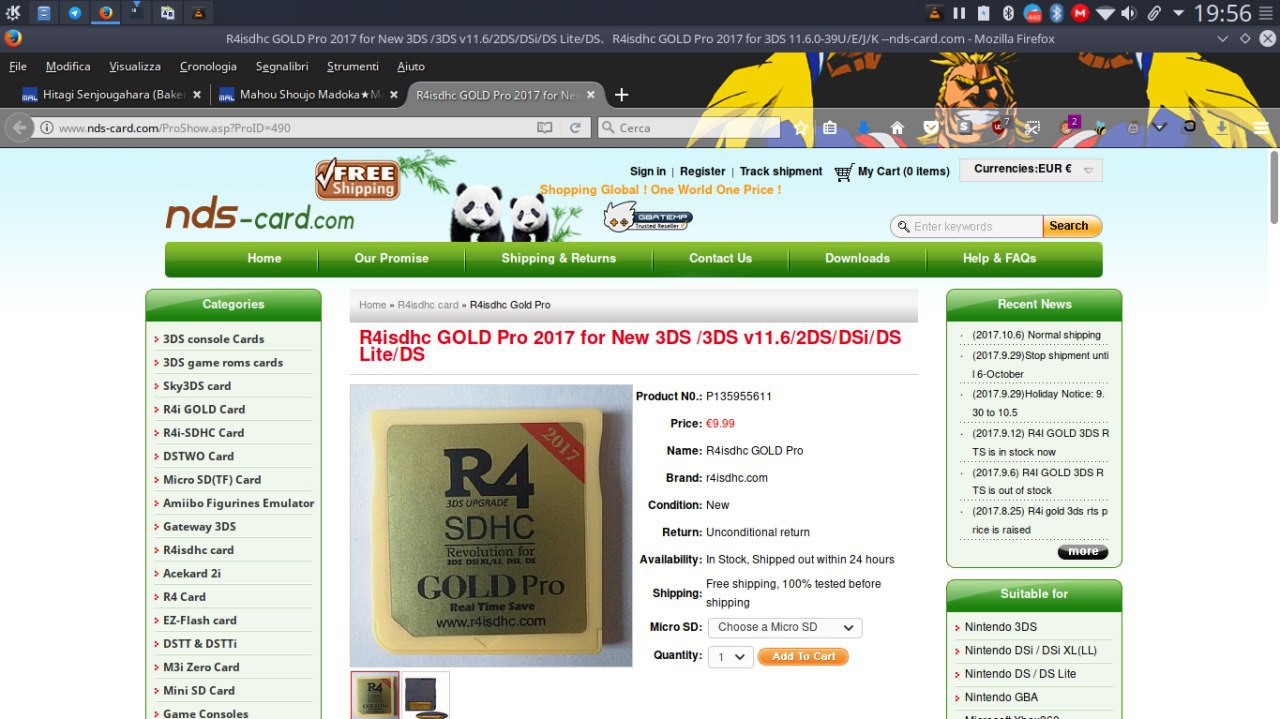 19:56
R4isdhc GOLD Pro 2017 for New 3DS /3DS v11.6/2DS/DSi/DS Lite/DS、 R4isdhc GOLD Pro 2017 for 3DS 11.6.0-39U/E/J/K --nds-card.com - Mozilla Firefox
File Modifica Visualizza Cronologia Segnalibri Strumenti Aiuto
Hitagi Senjougahara (Bake
Mahou Shoujo Madoka★M
R4isdhc GOLD Pro 2017 for New
www.nds-card.com/ProShow.asp?ProID=490
Cerca
7
2
FREE
Shipping
nds-card.com
Sign in | Register | Track shipment
My Cart (0 items)
Currencies:EUR €
Shopping Global ! One World One Price !
GBATEMP
Trusted Reseller
Enter keywords
Search
Home
Our Promise
Shipping & Returns
Contact Us
Downloads
Help & FAQs
Categories
3DS console Cards
3DS game roms cards
Sky3DS card
R4i GOLD Card
R4i-SDHC Card
DSTWO Card
Micro SD(TF) Card
Amiibo Figurines Emulator
Gateway 3DS
R4isdhc card
Acekard 2i
R4 Card
EZ-Flash card
DSTT & DSTTi
M3i Zero Card
Mini SD Card
Game Consoles
Home » R4isdhc card » R4isdhc Gold Pro
R4isdhc GOLD Pro 2017 for New 3DS /3DS v11.6/2DS/DSi/DS
Lite/DS
2017
R4
3DS UPGRADE
SDHC
Revolution for
3DS DSI XL/LL DSL DS
GOLD Pro
Real Time Save
www.r4isdhc.com
Product N0.: P135955611
Price: €9.99
Name: R4isdhc GOLD Pro
Brand: r4isdhc.com
Condition: New
Return: Unconditional return
Availability: In Stock, Shipped out within 24 hours
Shipping: Free shipping, 100% tested before
shipping
Micro SD: Choose a Micro SD
Quantity: 1 Add To Cart
Recent News
(2017.10.6) Normal shipping
(2017.9.29)Stop shipment unti
l 6-October
(2017.9.29)Holiday Notice: 9.
30 to 10.5
(2017.9.12) R4I GOLD 3DS R
TS is in stock now
(2017.9.6) R4I GOLD 3DS R
TS is out of stock
(2017.8.25) R4i gold 3ds rts p
rice is raised
more
Suitable for
Nintendo 3DS
Nintendo DSi / DSi XL(LL)
Nintendo DS / DS Lite
Nintendo GBA